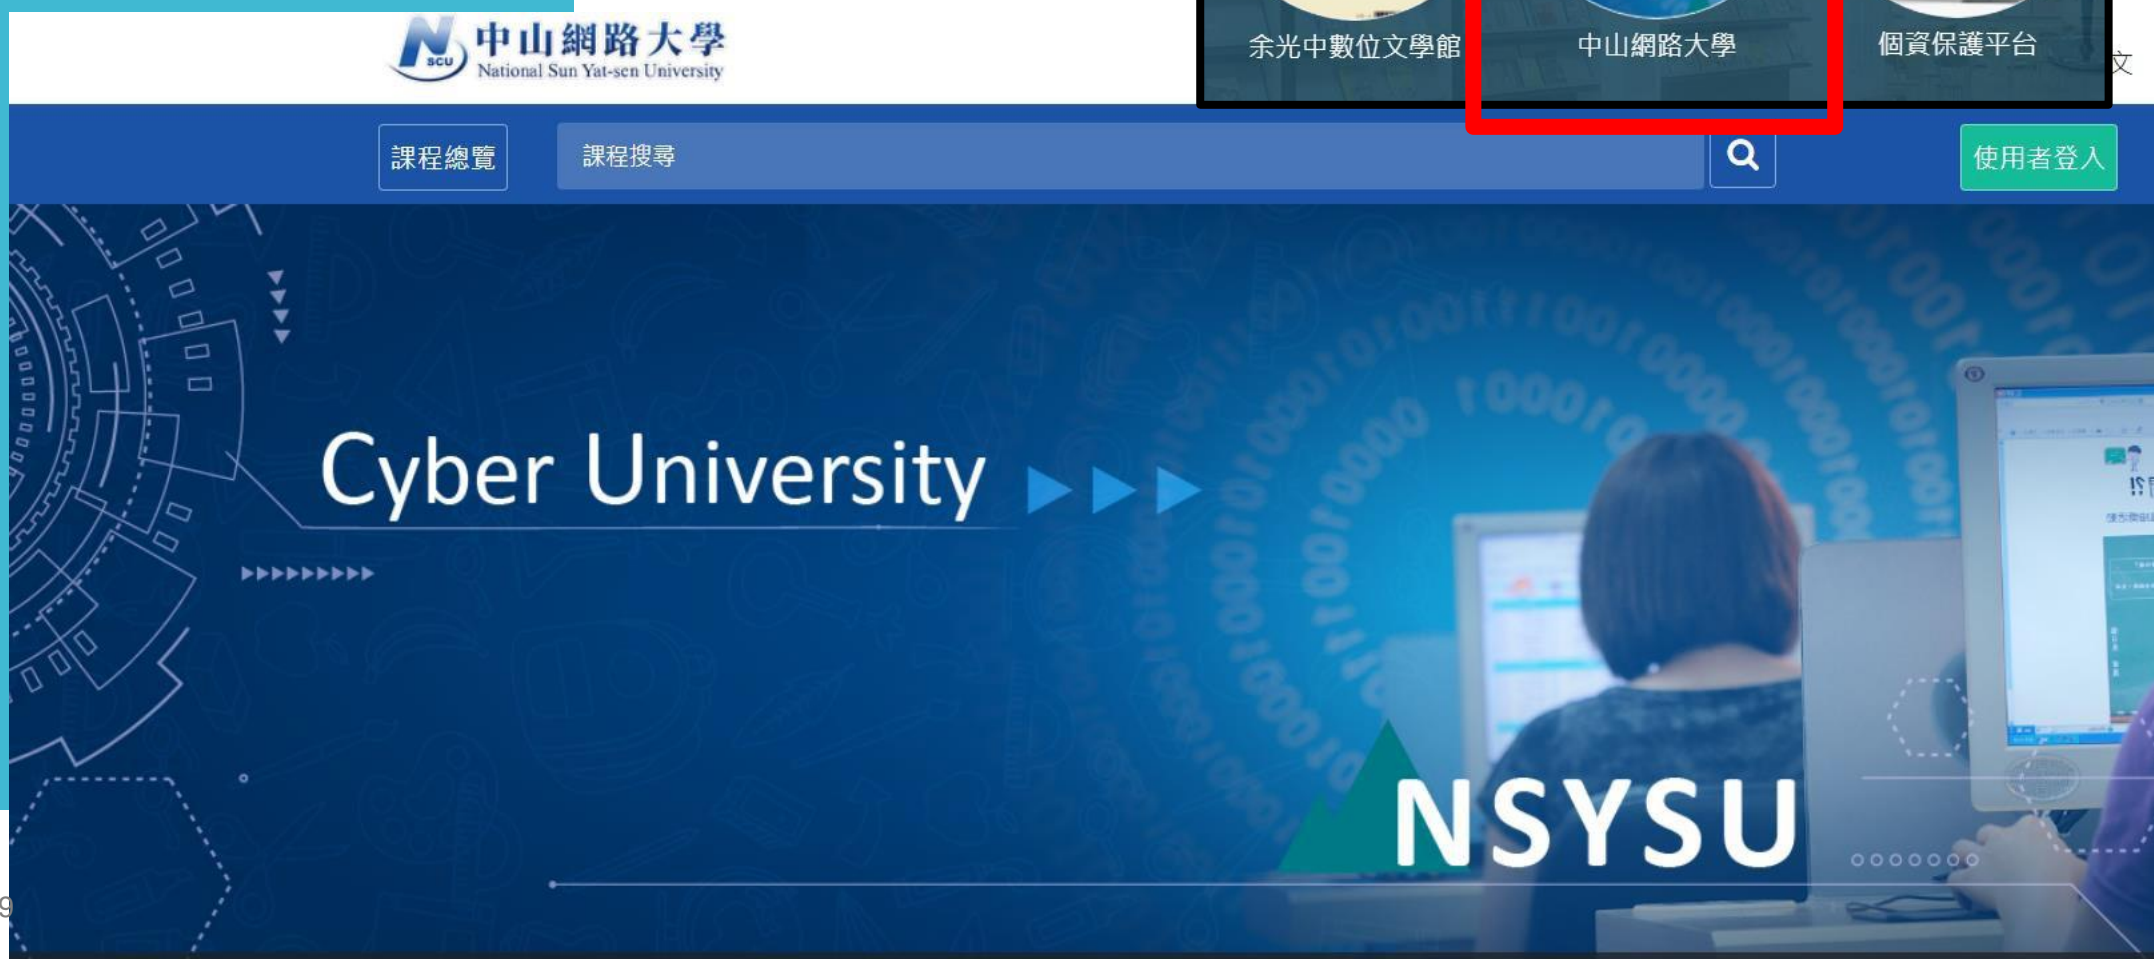 中山網路大學
SCU
National Sun Yat-sen University
余光中數位文學館
中山網路大學
個資保護平台
文
課程總覽
課程搜尋
使用者登入
Cyber University
NSYSU
9